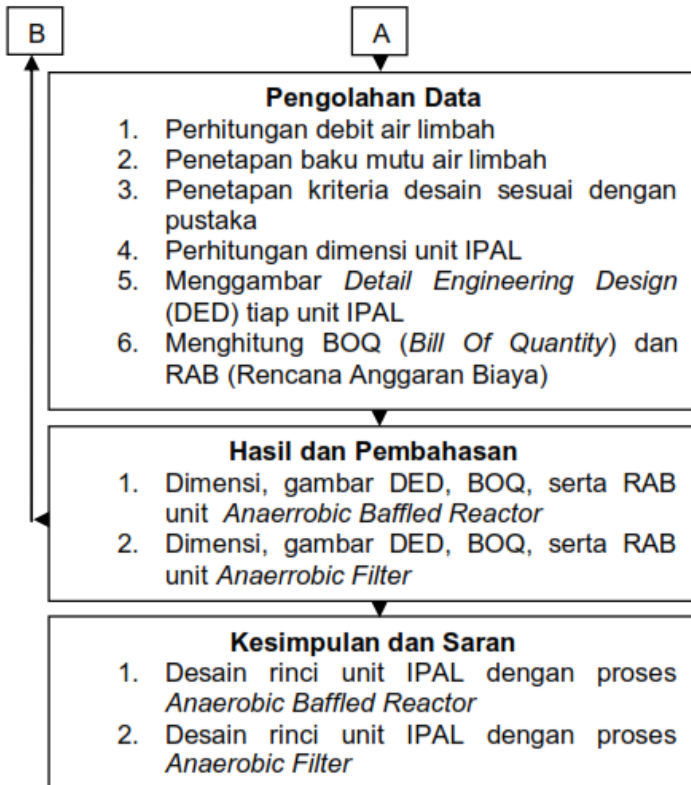 B
A
Pengolahan Data
1. Perhitungan debit air limbah
2. Penetapan baku mutu air limbah
3. Penetapan kriteria desain sesuai dengan
pustaka
4. Perhitungan dimensi unit IPAL
5. Menggambar Detail Engineering Design
(DED) tiap unit IPAL
6. Menghitung BOQ (Bill Of Quantity) dan
RAB (Rencana Anggaran Biaya)
Hasil dan Pembahasan
1. Dimensi, gambar DED, BOQ, serta RAB
unit Anaerrobic Baffled Reactor
2. Dimensi, gambar DED, BOQ, serta RAB
unit Anaerrobic Filter
Kesimpulan dan Saran
1. Desain rinci unit IPAL dengan proses
Anaerobic Baffled Reactor
2. Desain rinci unit IPAL dengan proses
Anaerobic Filter